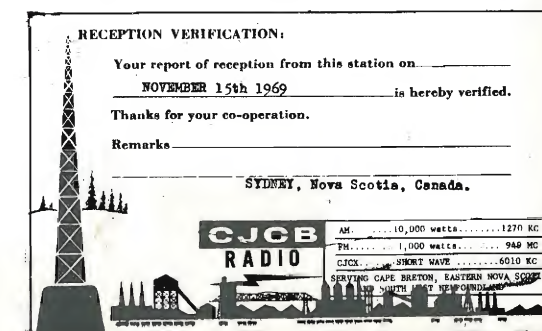 RECEPTION VERIFICATION:
Your report of reception from this station on
NOVEMBER 15th 1969 is hereby verified.
Thanks for your co-operation.
Remarks
SYDNEY, Nova Scotia, Canada.
CJCB
RADIO
AM. .....10,000 watts........1270 KC
FM.......1,000 watts........ 949 MC
CJCX......SHORT WAVE ........6010 KC
SERVING CAPE BRETON, EASTERN NOVA
SOUTH